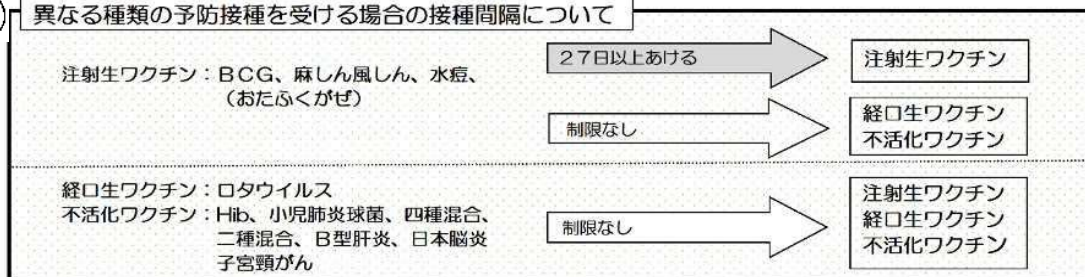 異なる種類の予防接種を受ける場合の接種間隔について
注射生ワクチン：BCG、麻しん風しん、水痘、
（おたふくかぜ）
２７日以上あける
注射生ワクチン
制限なし
経口生ワクチン
不活化ワクチン
経口生ワクチン：ロタウイルス
不活化ワクチン：Hib、小児肺炎球菌、四種混合、
二種混合、B型肝炎、日本脳炎
子宮頸がん
制限なし
注射生ワクチン
経口生ワクチン
不活化ワクチン